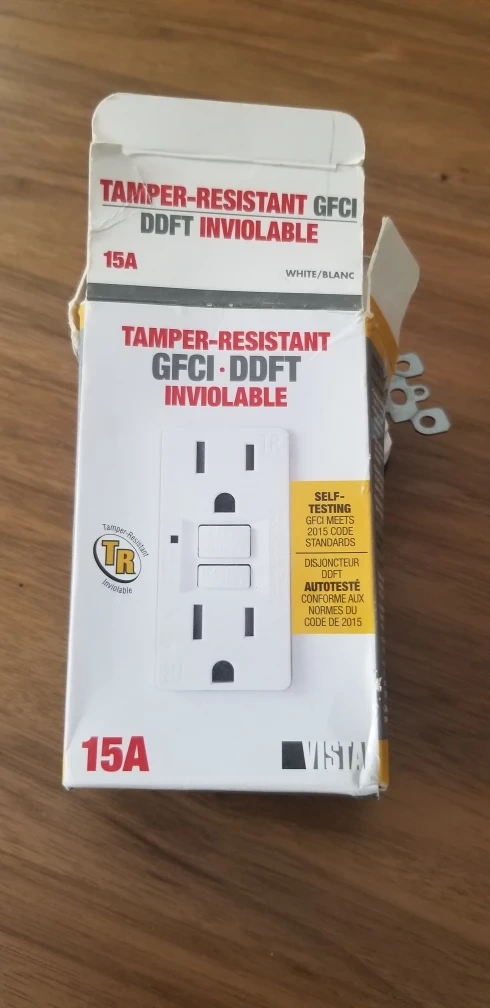 TAMPER-RESISTANT GFCI
DDFT INVIOLABLE
15A
WHITE/BLANC
TAMPER-RESISTANT
GFCI · DDFT
INVIOLABLE
SELF-
TESTING
GFCI MEETS
2015 CODE
STANDARDS
DISJONCTEUR
DDFT
AUTOTESTÉ
CONFORME AUX
NORMES DU
CODE DE 2015
Tamper-Resistant
TR
Inviolable
15A
VISTA